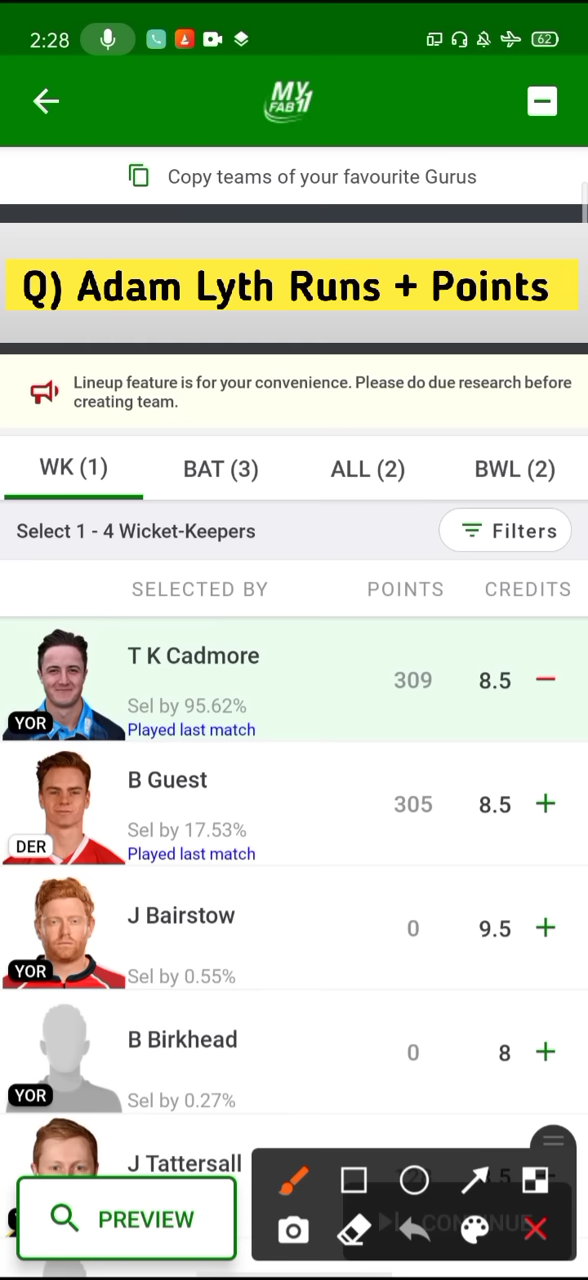 2:28
62
MY
FAB11
Copy teams of your favourite Gurus
Q) Adam Lyth Runs + Points
Lineup feature is for your convenience. Please do due research before
creating team.
WK (1) BAT (3) ALL (2) BWL (2)
Select 1 - 4 Wicket-Keepers Filters
SELECTED BY POINTS CREDITS
T K Cadmore
309 8.5
Sel by 95.62%
YOR
Played last match
B Guest
305 8.5
Sel by 17.53%
DER
Played last match
J Bairstow
0 9.5
YOR
Sel by 0.55%
B Birkhead
0 8
YOR
Sel by 0.27%
J Tattersall
PREVIEW
CONTINUE